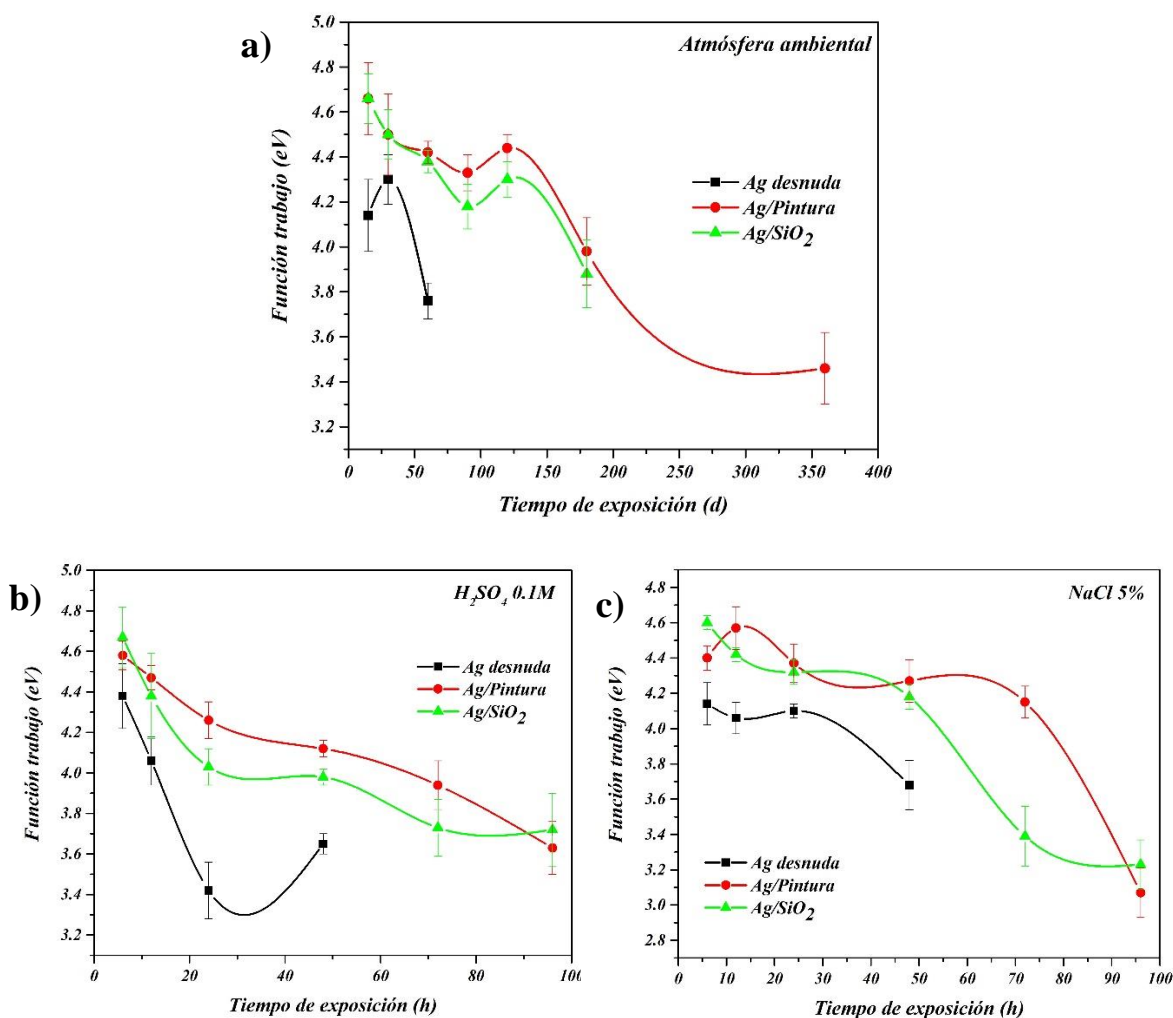 a)
Atmósfera ambiental
Función trabajo (eV)
5.0
4.8
4.6
4.4
4.2
4.0
3.8
3.6
3.4
3.2
Ag desnuda
Ag/Pintura
Ag/SiO2
0 50 100 150 200 250 300 350 400
Tiempo de exposición (d)
b)
H2SO4 0.1M
Función trabajo (eV)
5.0
4.8
4.6
4.4
4.2
4.0
3.8
3.6
3.4
3.2
Ag desnuda
Ag/Pintura
Ag/SiO2
0 20 40 60 80 100
Tiempo de exposición (h)
c)
NaCl 5%
Función trabajo (eV)
4.8
4.6
4.4
4.2
4.0
3.8
3.6
3.4
3.2
3.0
2.8
Ag desnuda
Ag/Pintura
Ag/SiO2
0 10 20 30 40 50 60 70 80 90 100
Tiempo de exposición (h)